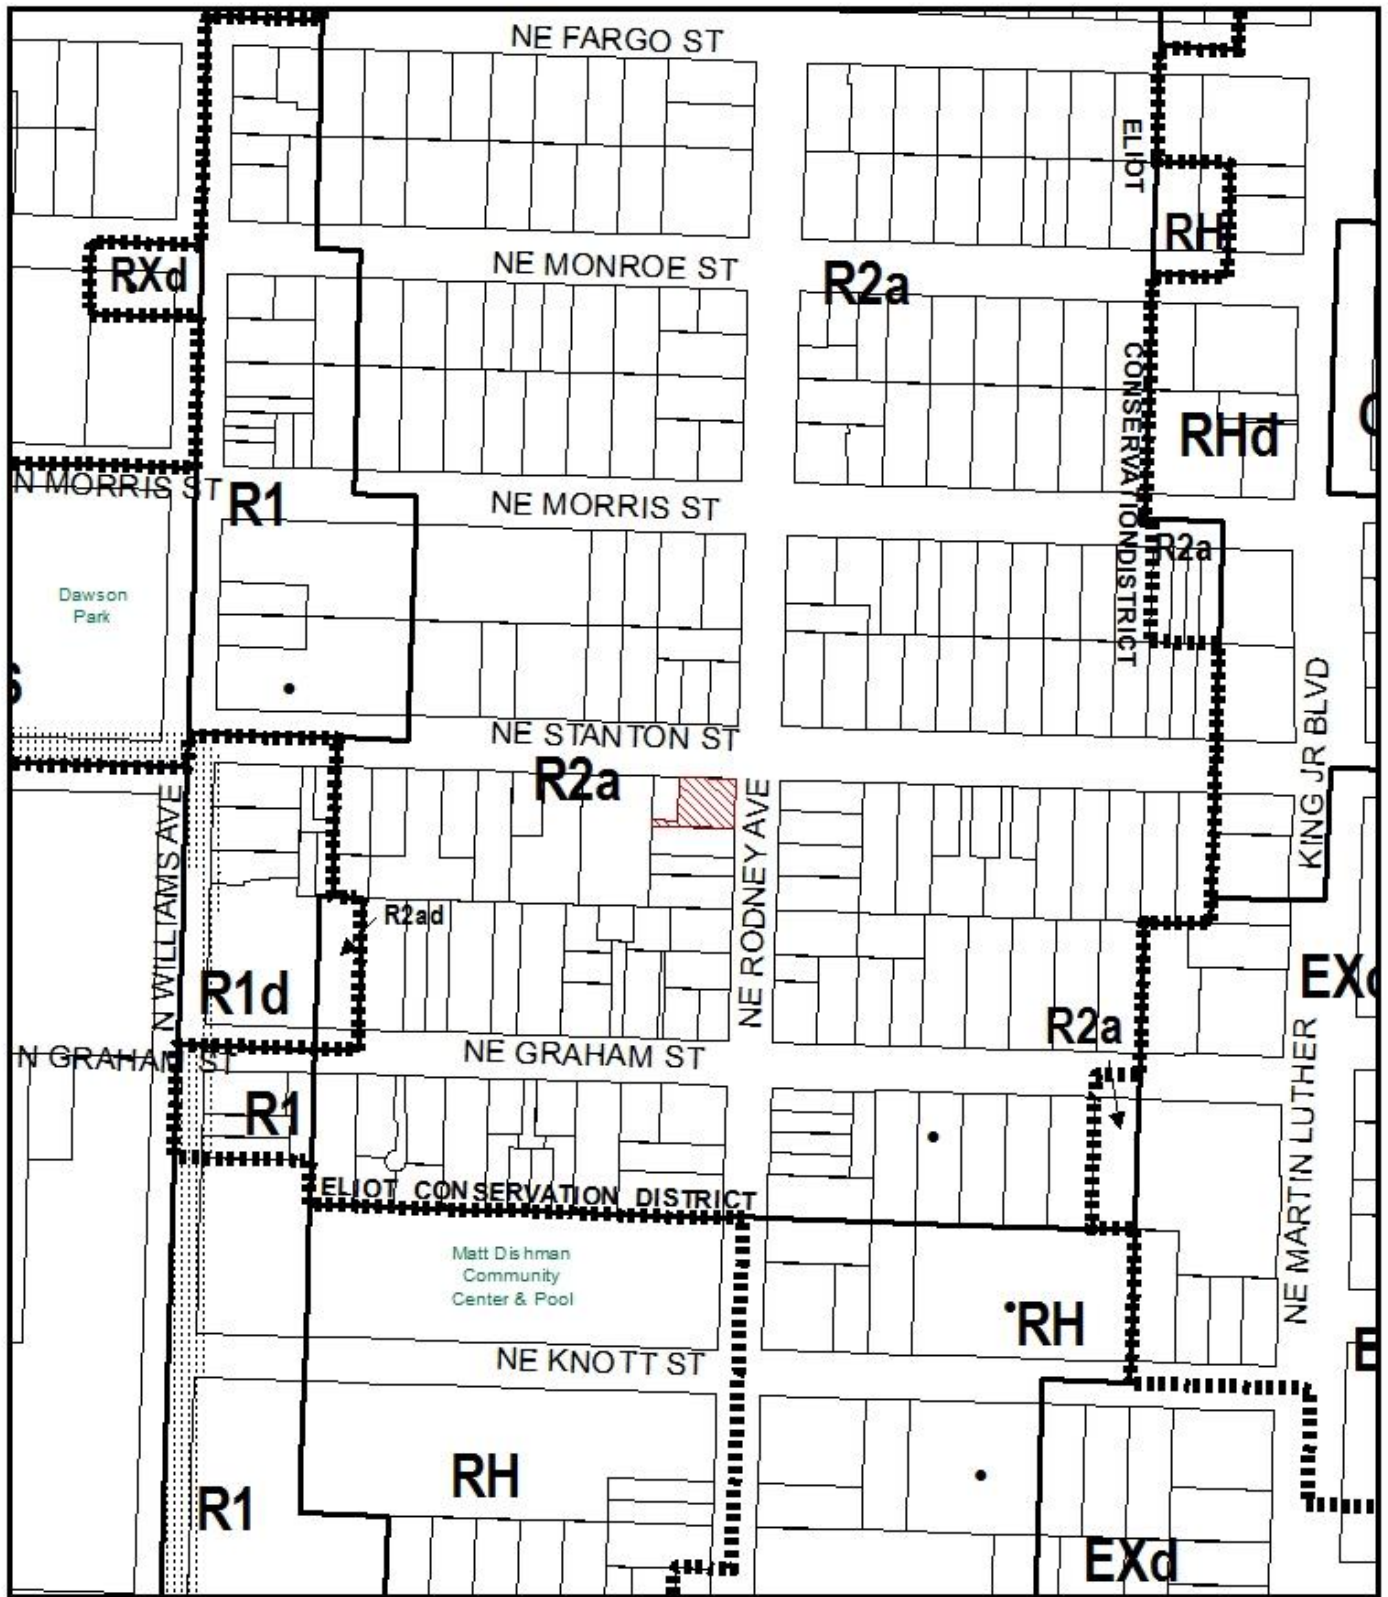 NE FARGO ST
ELIOT
RH
NE MONROE ST
RXd
R2a
CONSERVATION DISTRICT
RHd
N MORRIS ST
R1
NE MORRIS ST
R2a
Dawson
Park
NE STANTON ST
R2a
KING JR BLVD
N WILLIAMS AVE
NE RODNEY AVE
R2ad
R1d
EXd
R2a
N GRAHAM ST
NE GRAHAM ST
R1
NE MARTIN LUTHER
ELIOT CONSERVATION DISTRICT
Matt Dishman
Community
Center & Pool
RH
NE KNOTT ST
RH
R1
EXd